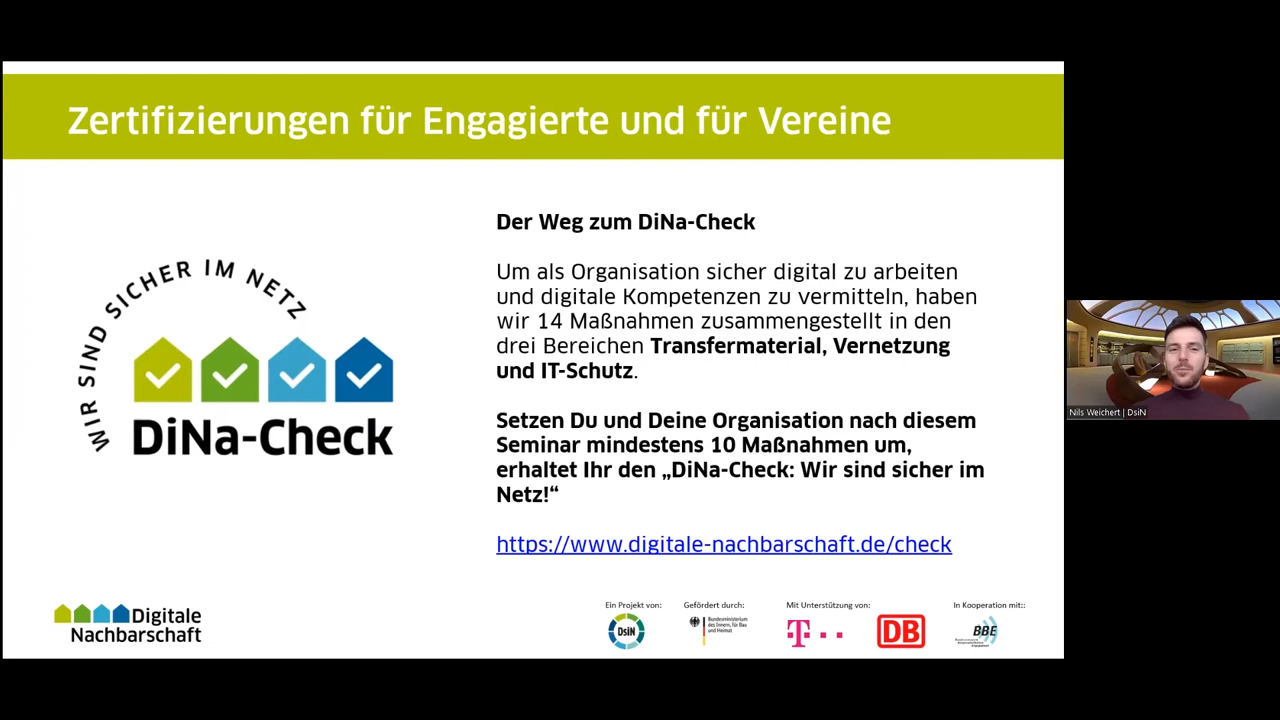 Zertifizierungen für Engagierte und für Vereine
WIR SIND SICHER IM NETZ
DiNa-Check
Der Weg zum DiNa-Check
Um als Organisation sicher digital zu arbeiten
und digitale Kompetenzen zu vermitteln, haben
wir 14 Maßnahmen zusammengestellt in den
drei Bereichen Transfermaterial, Vernetzung
und IT-Schutz.
Setzen Du und Deine Organisation nach diesem
Seminar mindestens 10 Maßnahmen um,
erhaltet Ihr den „DiNa-Check: Wir sind sicher im
Netz!“
https://www.digitale-nachbarschaft.de/check
Nils Weichert | DsiN
Digitale
Nachbarschaft
Ein Projekt von:
DsiN
Gefördert durch:
Bundesministerium
des Innern, für Bau
und Heimat
Mit Unterstützung von:
T
DB
In Kooperation mit::
BBE